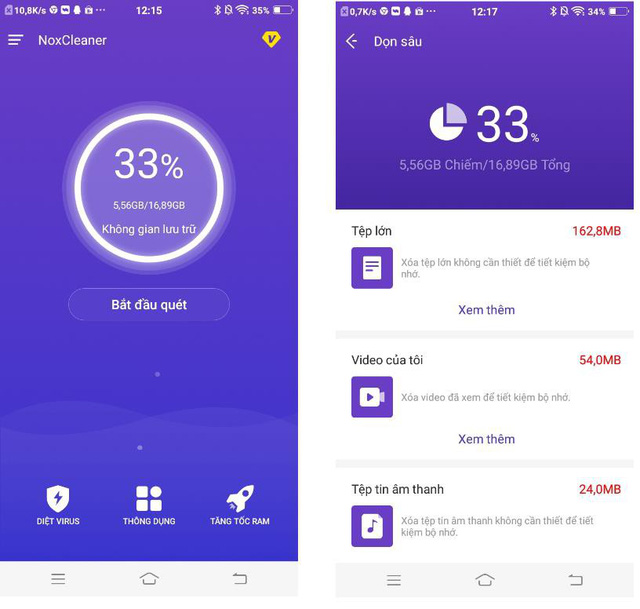 10,8K/s
12:15
35%
NoxCleaner
V
33%
5,56GB/16,89GB
Không gian lưu trữ
Bắt đầu quét
DIỆT VIRUS
THÔNG DỤNG
TĂNG TỐC RAM
0,7K/s
12:17
34%
Dọn sâu
33%
5,56GB Chiếm/16,89GB Tổng
Tệp lớn
162,8MB
Xóa tệp lớn không cần thiết để tiết kiệm bộ
nhớ.
Xem thêm
Video của tôi
54,0MB
Xóa video đã xem để tiết kiệm bộ nhớ.
Xem thêm
Tệp tin âm thanh
24,0MB
Xóa tệp tin âm thanh không cần thiết để tiết
kiệm bộ nhớ.